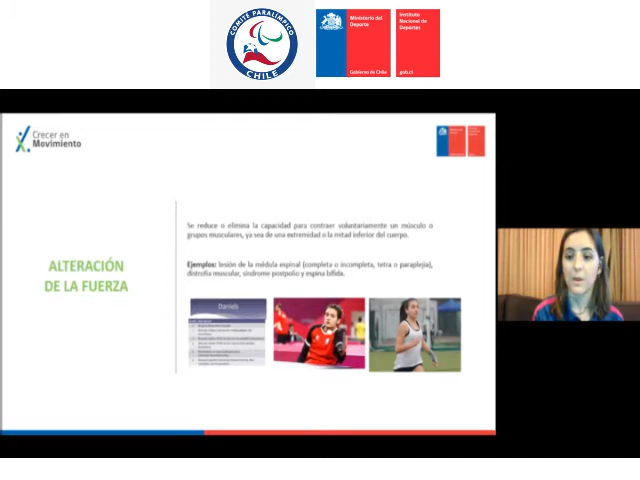 COMITÉ PARALÍMPICO
CHILE
Ministerio del
Deporte
Gobierno de Chile
Instituto
Nacional de
Deportes
gob.cl
Crecer en
Movimiento
Se reduce o elimina la capacidad para contraer voluntariamente un músculo o
grupos musculares, ya sea de una extremidad o la mitad inferior del cuerpo.
ALTERACIÓN
DE LA FUERZA
Ejemplos: lesión de la médula espinal (completa o incompleta, tetra o paraplejia),
distrofia muscular, síndrome postpolio y espina bífida.
Daniels